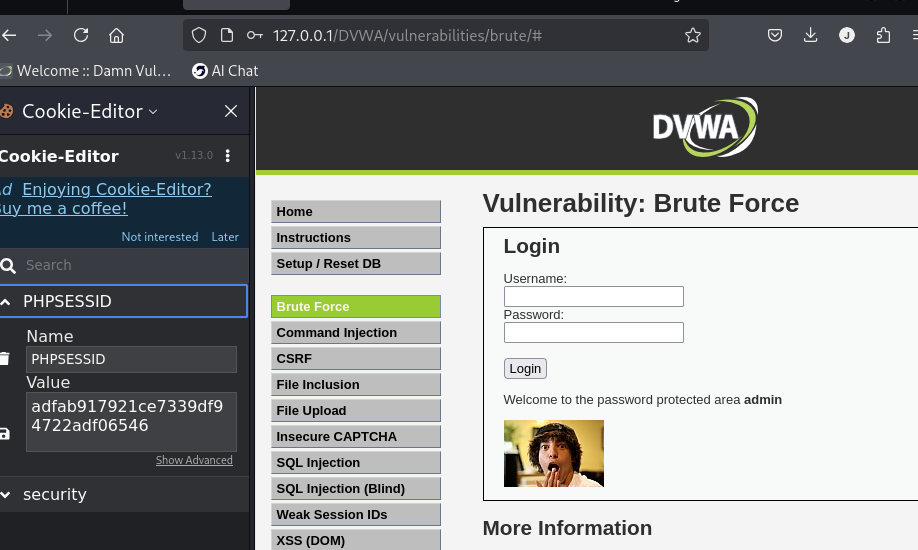 127.0.0.1/DVWA/vulnerabilities/brute/#
Welcome :: Damn Vul...
AI Chat
J
Cookie-Editor
Cookie-Editor
v1.13.0
Enjoying Cookie-Editor?
Buy me a coffee!
Not interested
Later
Search
PHPSESSID
Name
PHPSESSID
Value
adfab917921ce7339df9
4722adf06546
Show Advanced
security
DVWA
Home
Instructions
Setup / Reset DB
Brute Force
Command Injection
CSRF
File Inclusion
File Upload
Insecure CAPTCHA
SQL Injection
SQL Injection (Blind)
Weak Session IDs
XSS (DOM)
Vulnerability: Brute Force
Login
Username:
Password:
Login
Welcome to the password protected area admin
More Information